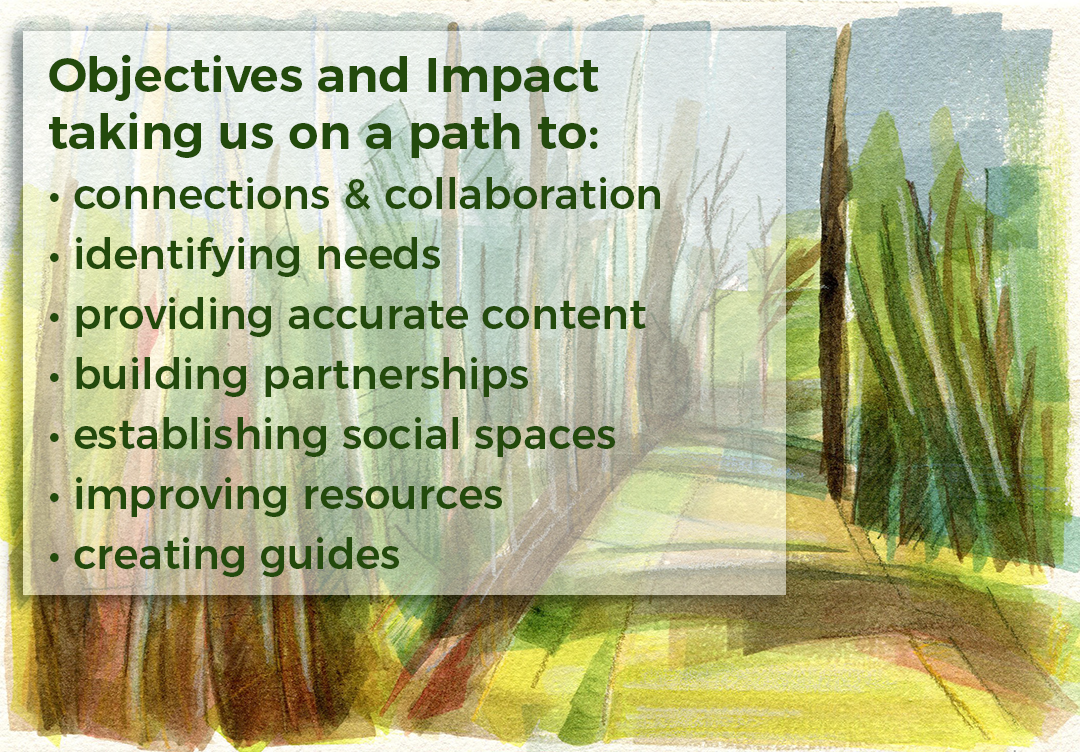 Objectives and Impact
taking us on a path to:
• connections & collaboration
• identifying needs
• providing accurate content
• building partnerships
• establishing social spaces
• improving resources
• creating guides